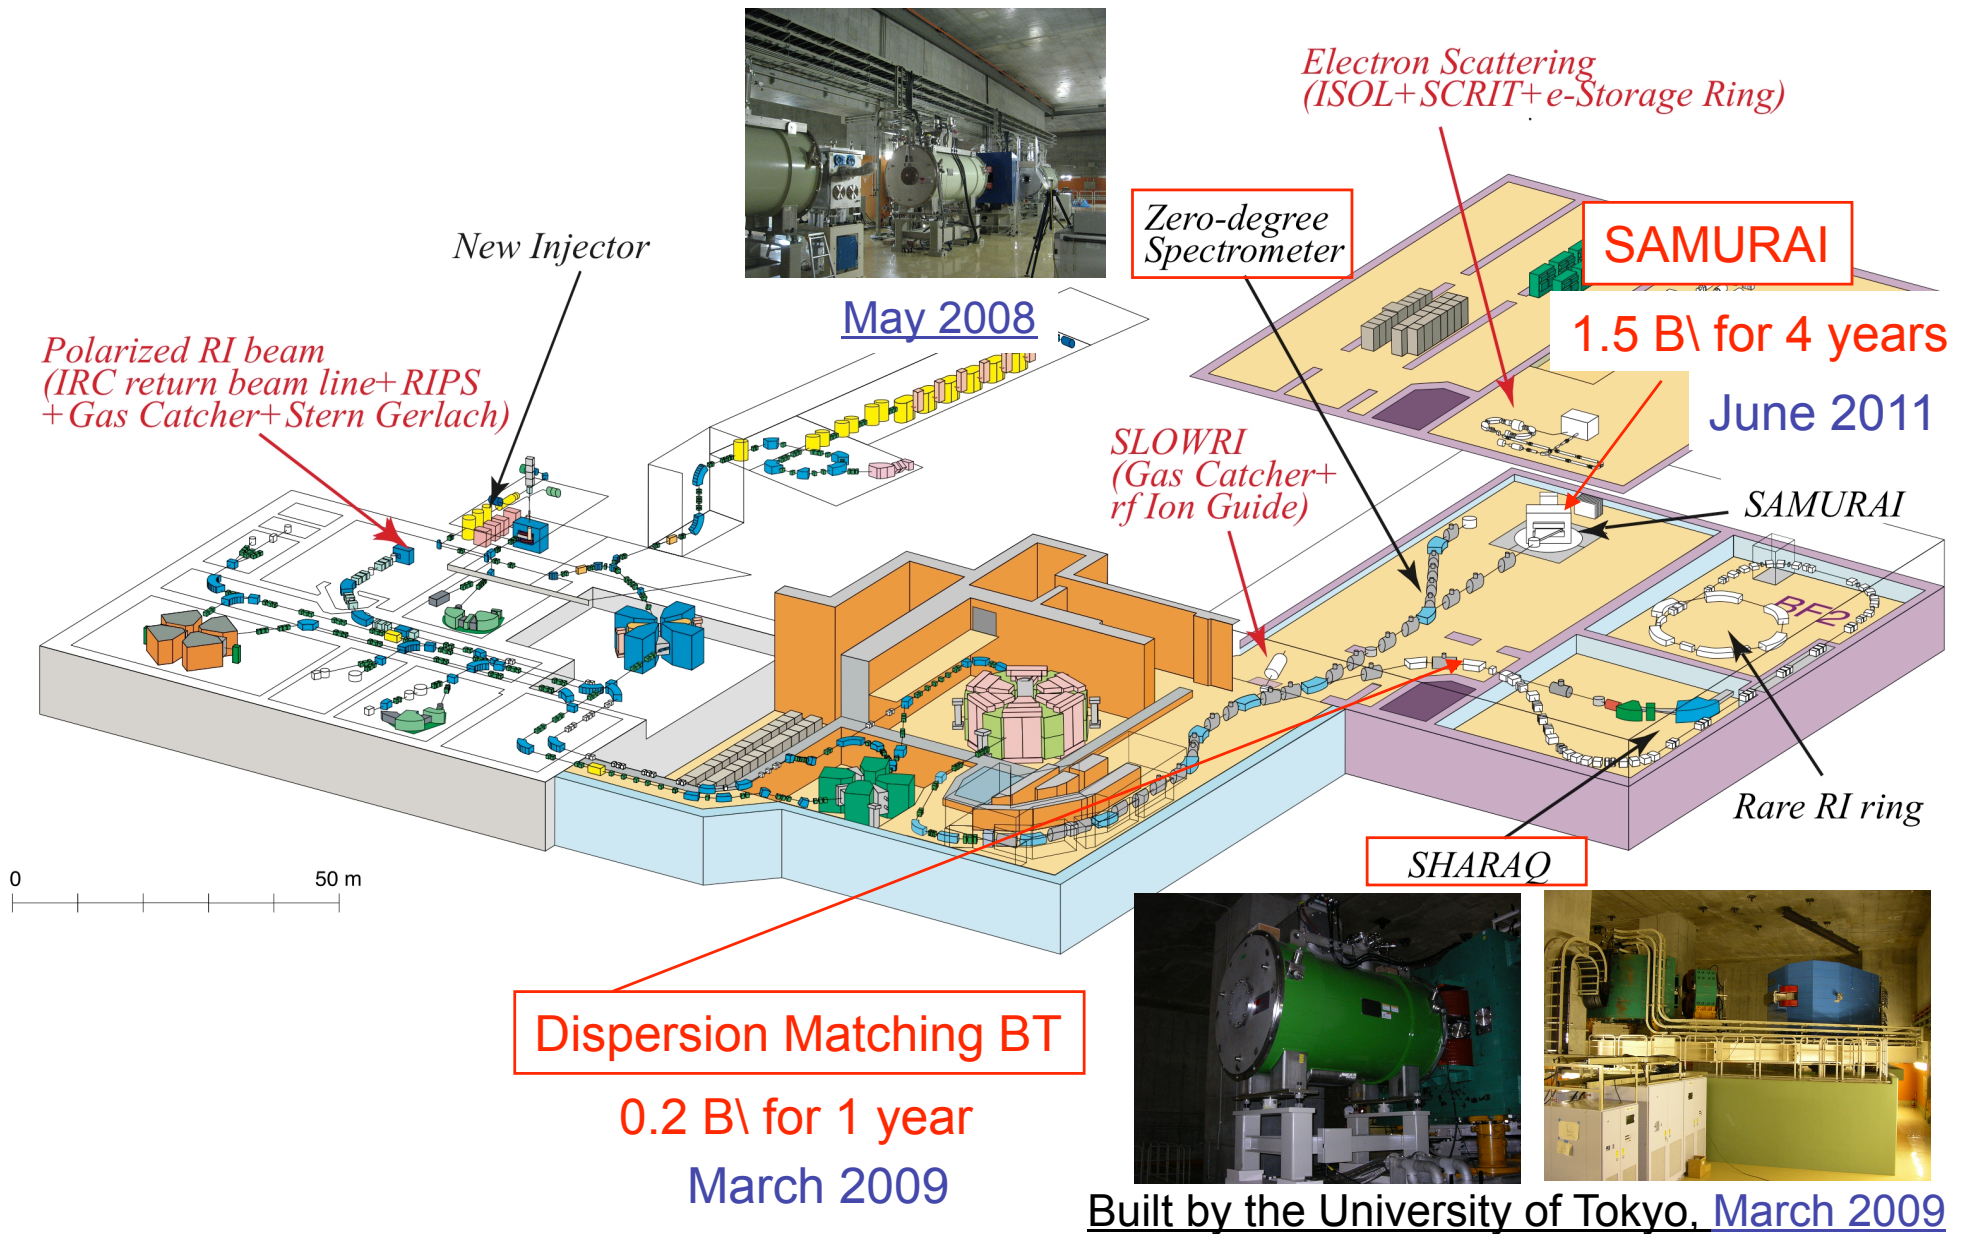 Electron Scattering
(ISOL+SCRIT+e-Storage Ring)
Zero-degree
Spectrometer
SAMURAI
New Injector
May 2008
1.5 B\ for 4 years
Polarized RI beam
(IRC return beam line+RIPS
+Gas Catcher+Stern Gerlach)
June 2011
SLOWRI
(Gas Catcher+
rf Ion Guide)
SAMURAI
BF2
Rare RI ring
SHARAQ
0
50 m
Dispersion Matching BT
0.2 B\ for 1 year
March 2009
Built by the University of Tokyo, March 2009